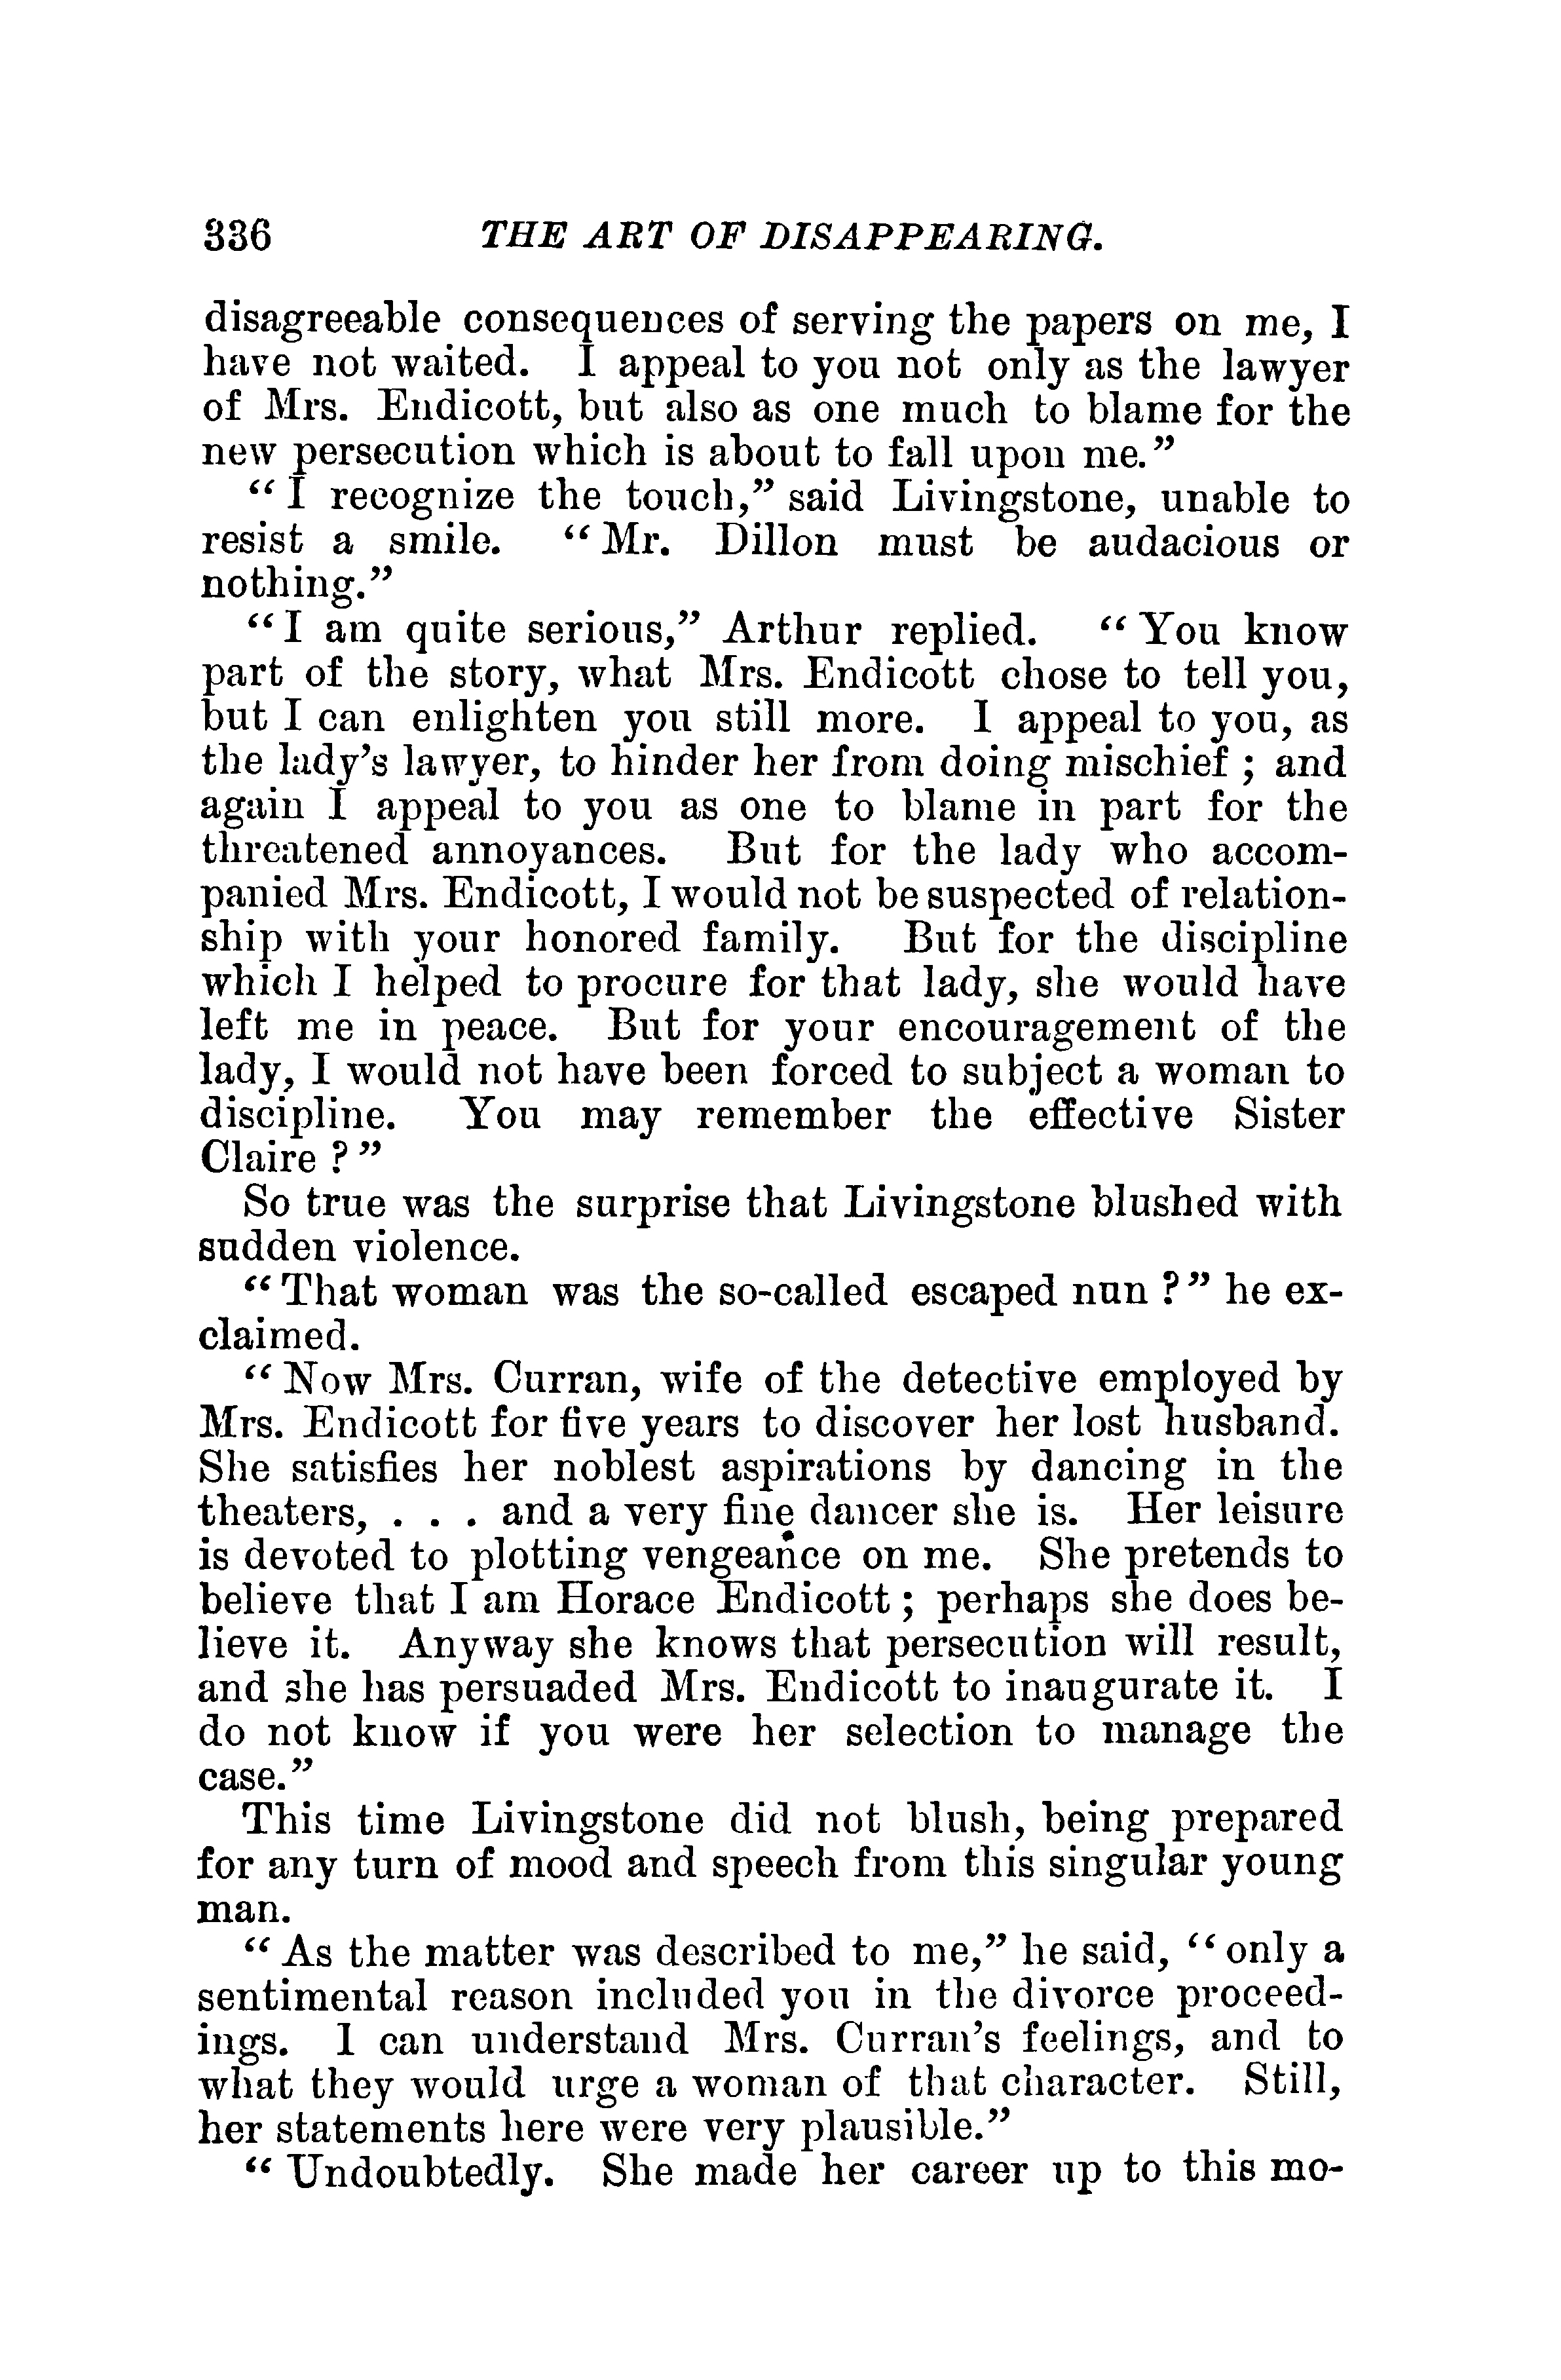 336 THE ART OF DISAPPEARING.
disagreeable consequences of serving the papers on me, I
have not waited. I appeal to you not only as the lawyer
of Mrs. Endicott, but also as one much to blame for the
new persecution which is about to fall upon me.”
“I recognize the touch,” said Livingstone, unable to
resist a smile. “Mr. Dillon must be audacious or
nothing.”
“I am quite serious,” Arthur replied. “You know
part of the story, what Mrs. Endicott chose to tell you,
but I can enlighten you still more. I appeal to you, as
the lady’s lawyer, to hinder her from doing mischief ; and
again I appeal to you as one to blame in part for the
threatened annoyances. But for the lady who accom-
panied Mrs. Endicott, I would not be suspected of relation-
ship with your honored family. But for the discipline
which I helped to procure for that lady, she would have
left me in peace. But for your encouragement of the
lady, I would not have been forced to subject a woman to
discipline. You may remember the effective Sister
Claire ?”
So true was the surprise that Livingstone blushed with
sudden violence.
“That woman was the so-called escaped nun ?” he ex-
claimed.
“Now Mrs. Curran, wife of the detective employed by
Mrs. Endicott for five years to discover her lost husband.
She satisfies her noblest aspirations by dancing in the
theaters, . . . and a very fine dancer she is. Her leisure
is devoted to plotting vengeance on me. She pretends to
believe that I am Horace Endicott ; perhaps she does be-
lieve it. Anyway she knows that persecution will result,
and she has persuaded Mrs. Endicott to inaugurate it. I
do not know if you were her selection to manage the
case.”
This time Livingstone did not blush, being prepared
for any turn of mood and speech from this singular young
man.
“As the matter was described to me,” he said, “only a
sentimental reason included you in the divorce proceed-
ings. I can understand Mrs. Curran’s feelings, and to
what they would urge a woman of that character. Still,
her statements here were very plausible.”
“Undoubtedly. She made her career up to this mo-